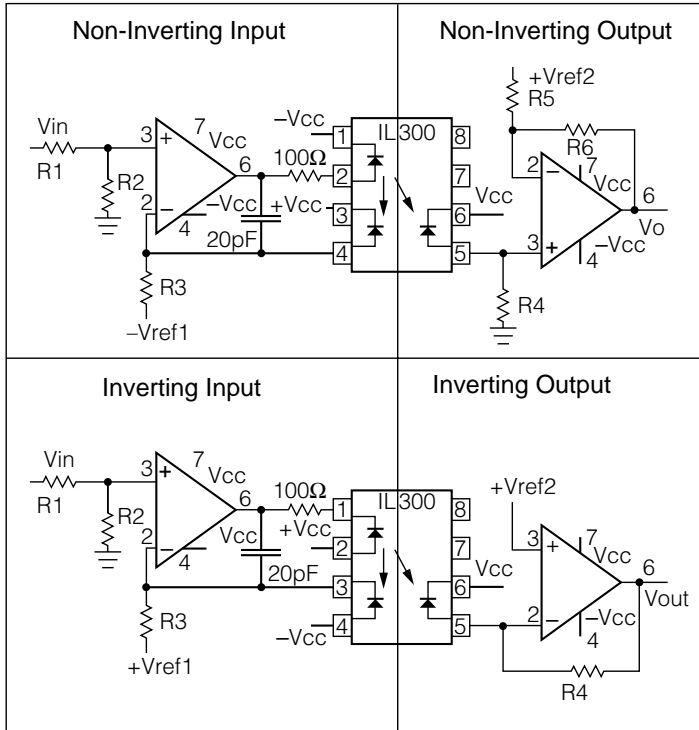 Non-Inverting Input
Non-Inverting Output
+Vref2
R5
–Vcc
IL300
Vin
7
Vcc
1
8
3
+
6
100Ω
R6
R1
R2
2
7
2
–
7
Vcc
6
2
–
–Vcc
+Vcc
3
6
Vcc
Vo
4
20pF
4
5
3
+
–Vcc
4
R3
R4
–Vref1
Inverting Input
Inverting Output
Vin
7
Vcc
100Ω
IL300
+Vref2
3
+
6
1
8
R1
R2
Vcc
+Vcc
2
7
3
+
7
Vcc
6
2
–
4
20pF
3
6
Vcc
Vout
R3
–Vcc
4
5
2
–
–Vcc
4
+Vref1
R4